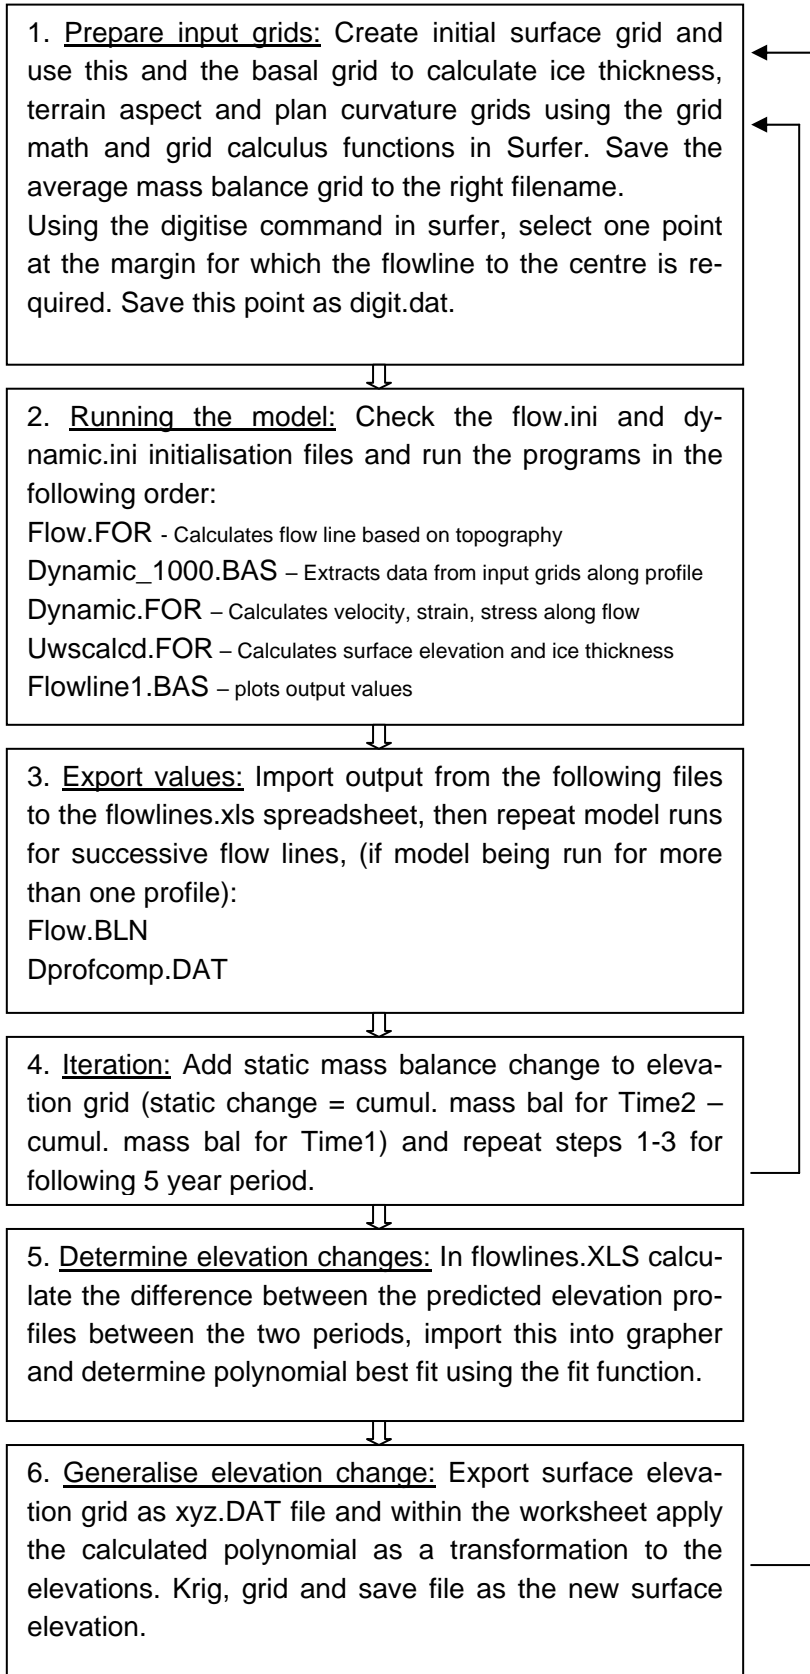 1. Prepare input grids: Create initial surface grid and
use this and the basal grid to calculate ice thickness,
terrain aspect and plan curvature grids using the grid
math and grid calculus functions in Surfer. Save the
average mass balance grid to the right filename.
Using the digitise command in surfer, select one point
at the margin for which the flowline to the centre is re-
quired. Save this point as digit.dat.
2. Running the model: Check the flow.ini and dy-
namic.ini initialisation files and run the programs in the
following order:
Flow.FOR - Calculates flow line based on topography
Dynamic_1000.BAS – Extracts data from input grids along profile
Dynamic.FOR – Calculates velocity, strain, stress along flow
Uwscalcd.FOR – Calculates surface elevation and ice thickness
Flowline1.BAS – plots output values
3. Export values: Import output from the following files
to the flowlines.xls spreadsheet, then repeat model runs
for successive flow lines, (if model being run for more
than one profile):
Flow.BLN
Dprofcomp.DAT
4. Iteration: Add static mass balance change to eleva-
tion grid (static change = cumul. mass bal for Time2 –
cumul. mass bal for Time1) and repeat steps 1-3 for
following 5 year period.
5. Determine elevation changes: In flowlines.XLS calcu-
late the difference between the predicted elevation pro-
files between the two periods, import this into grapher
and determine polynomial best fit using the fit function.
6. Generalise elevation change: Export surface eleva-
tion grid as xyz.DAT file and within the worksheet apply
the calculated polynomial as a transformation to the
elevations. Krig, grid and save file as the new surface
elevation.